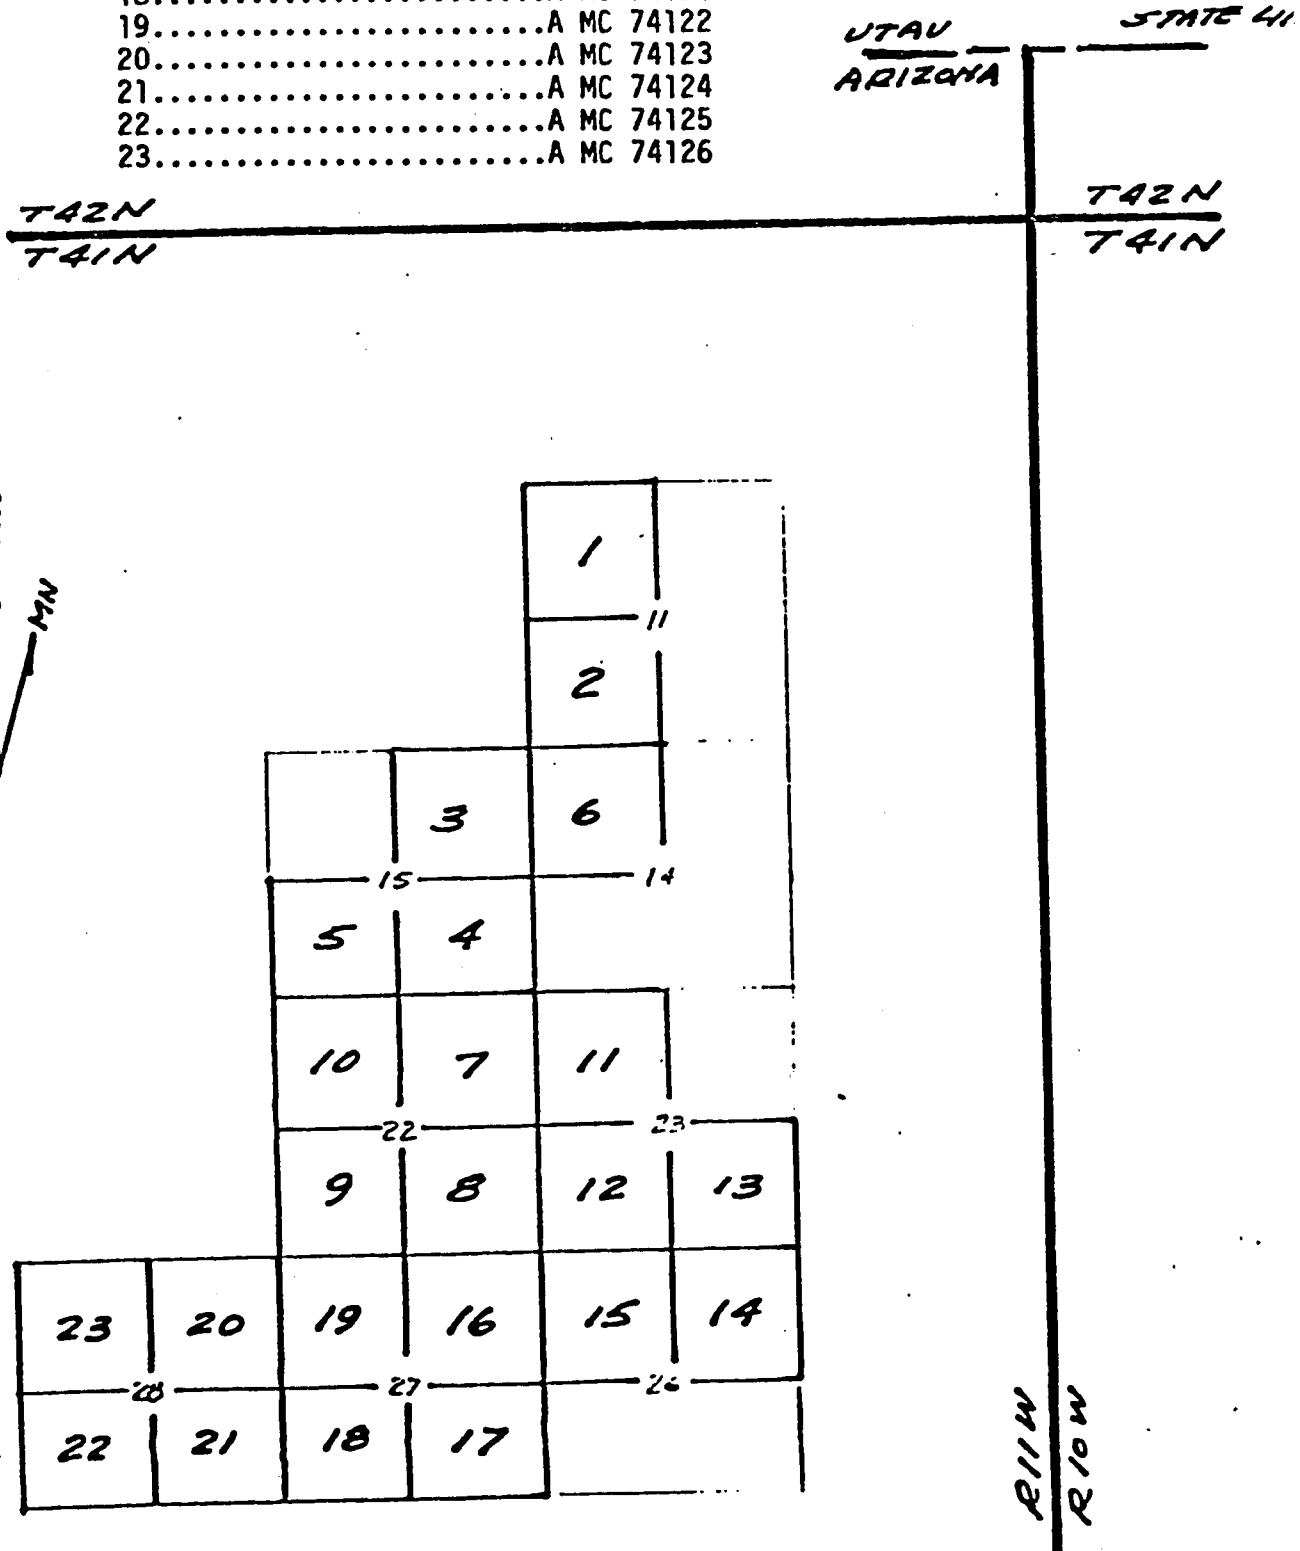 19.........................A MC 74122
20.........................A MC 74123
21.........................A MC 74124
22.........................A MC 74125
23.........................A MC 74126
UTAU
STATE
ARIZONA
T42N
T41N
T42N
T41N
MN
1
11
2
3
6
15
14
5
4
10
7
11
22
23
9
8
12
13
23
20
19
16
15
14
28
27
26
22
21
18
17
R11W
R10W